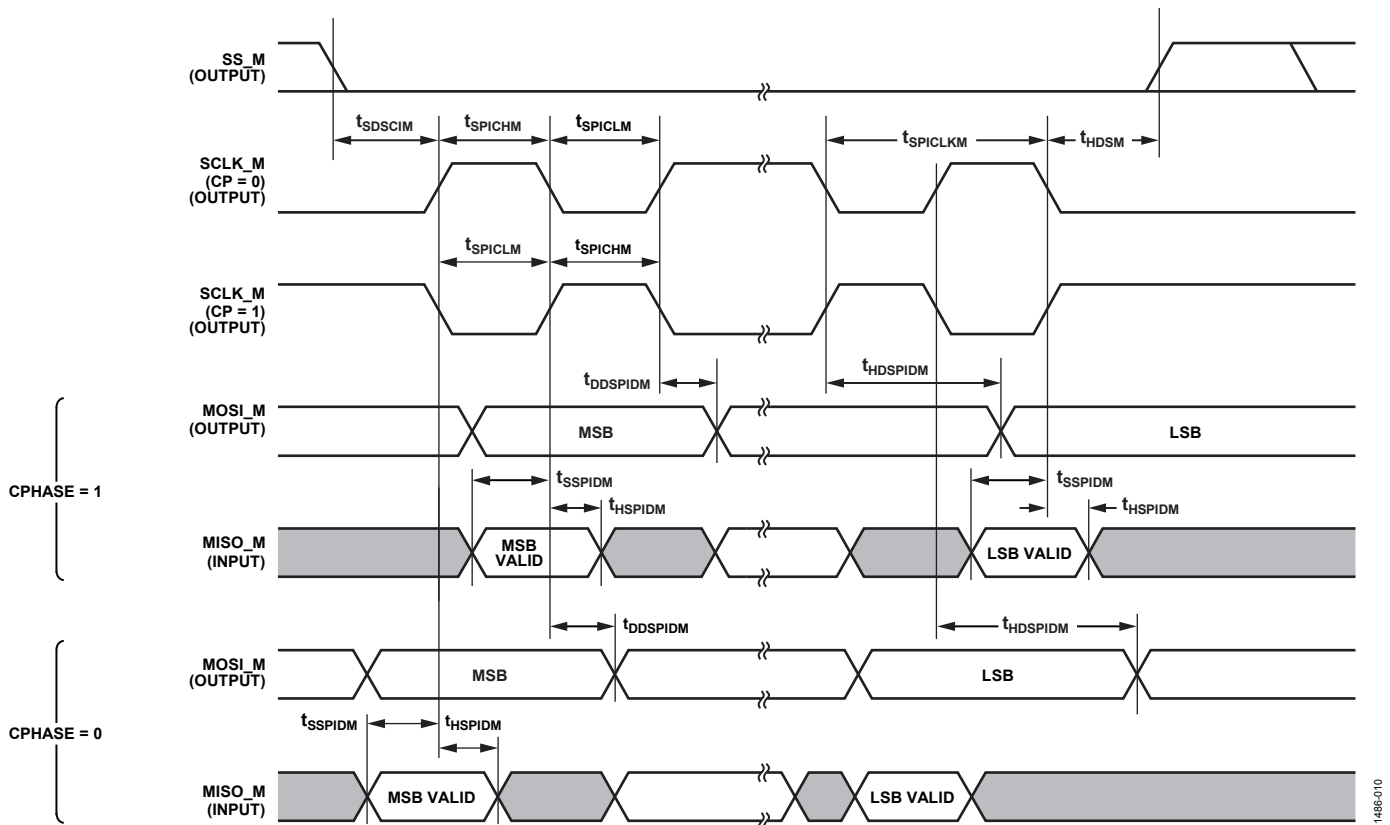 SS_M
(OUTPUT)
tSDSCIM
tSPICHM
tSPICLM
tSPICLKM
tHDSM
SCLK_M
(CP = 0)
(OUTPUT)
tSPICLM
tSPICHM
SCLK_M
(CP = 1)
(OUTPUT)
tDDSPIDM
tHDSPIDM
MOSI_M
(OUTPUT)
MSB
LSB
CPHASE = 1
tSSPIDM
tSSPIDM
tHSPIDM
tHSPIDM
MISO_M
(INPUT)
MSB
VALID
LSB VALID
tDDSPIDM
tHDSPIDM
MOSI_M
(OUTPUT)
MSB
LSB
CPHASE = 0
tSSPIDM
tHSPIDM
MISO_M
(INPUT)
MSB VALID
LSB VALID
1486-010